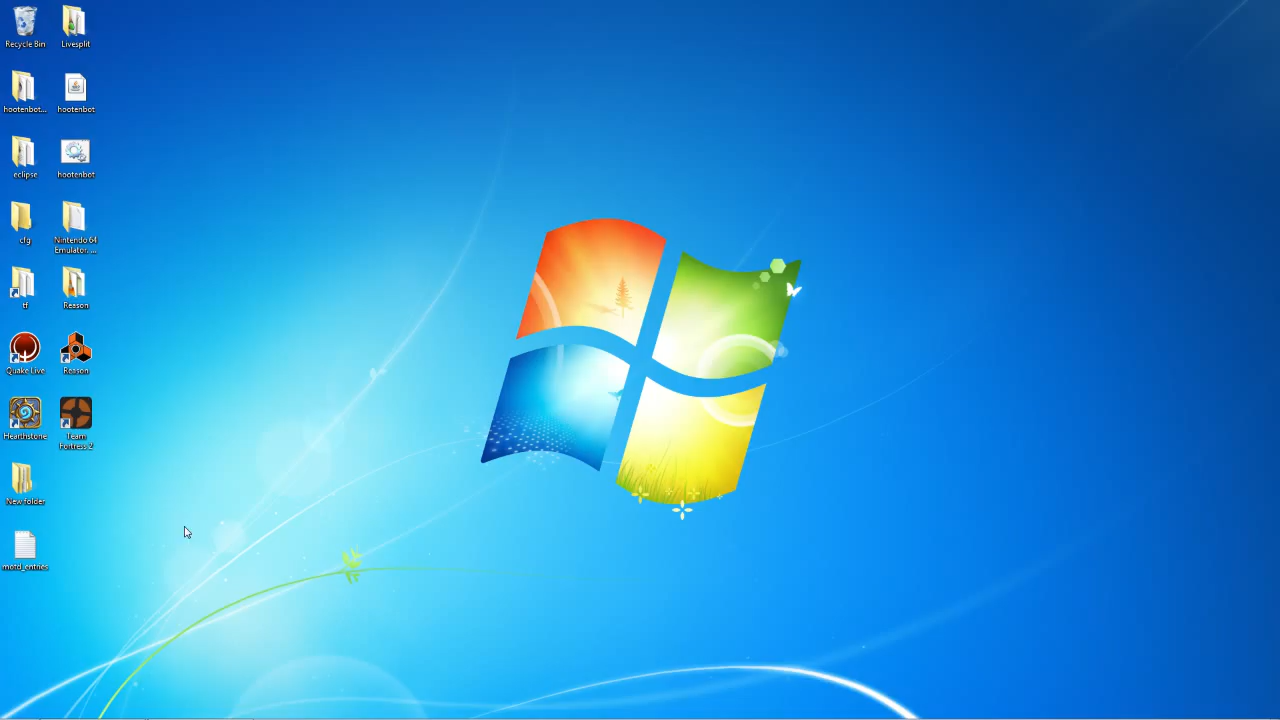 Recycle Bin
Livesplit
hootenbot...
hootenbot
eclipse
hootenbot
cfg
Nintendo 64
Emulator. ...
tf
Reason
Quake Live
Reason
Hearthstone
Team
Fortress 2
New folder
motd_entries